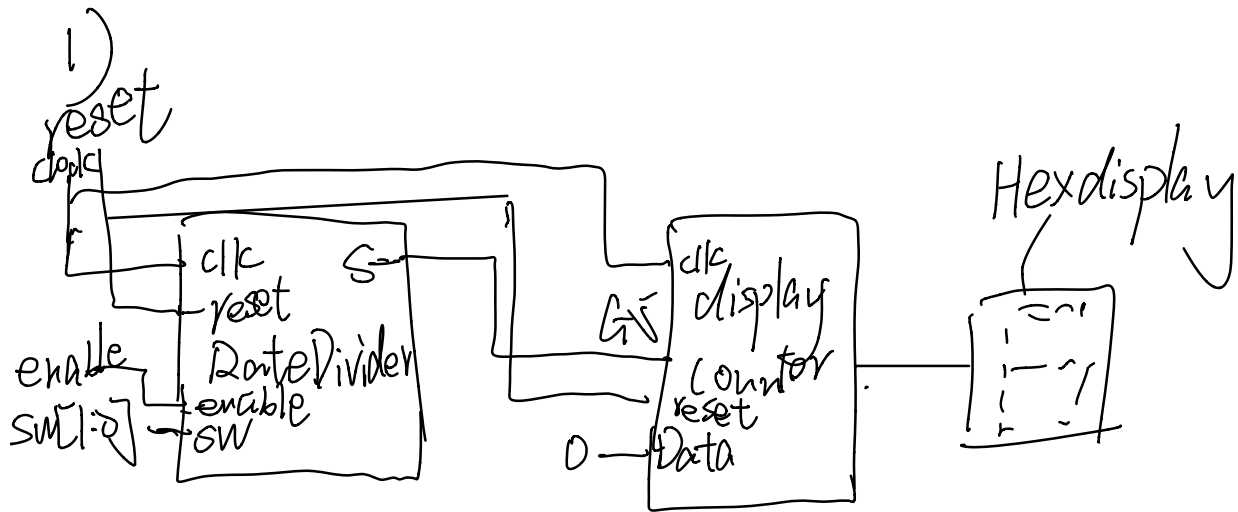 1)
reset
clock
Hexdisplay
clk
S
reset
RateDivider
enable
enable
SW[1:0]
SW
clk
display
counter
reset
0
Data